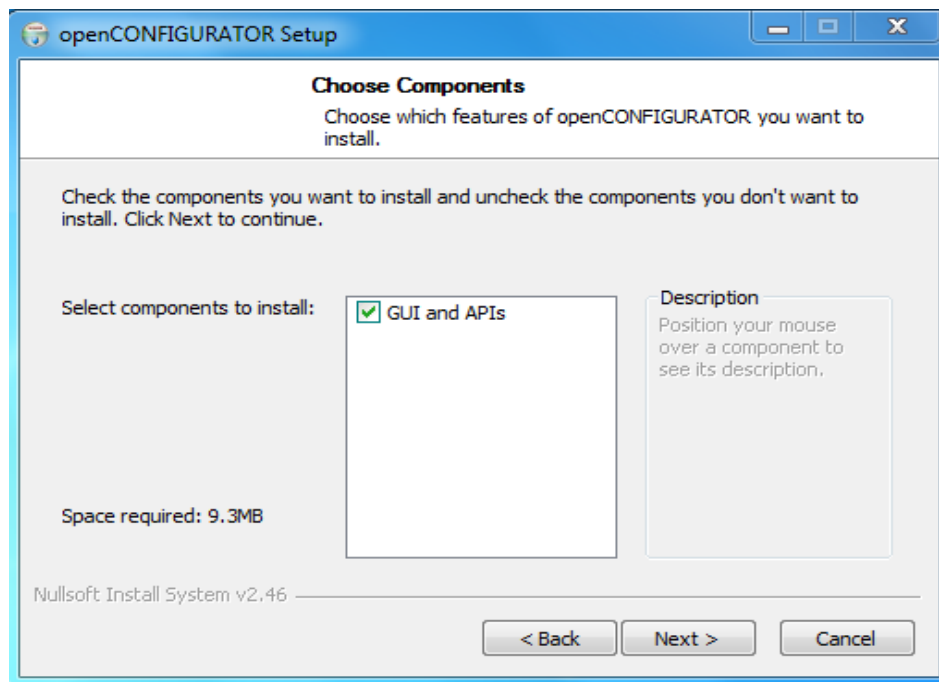 openCONFIGURATOR Setup
Choose Components
Choose which features of openCONFIGURATOR you want to
install.
Check the components you want to install and uncheck the components you don't want to
install. Click Next to continue.
Select components to install:
GUI and APIs
Description
Position your mouse
over a component to
see its description.
Space required: 9.3MB
Nullsoft Install System v2.46
< Back
Next >
Cancel